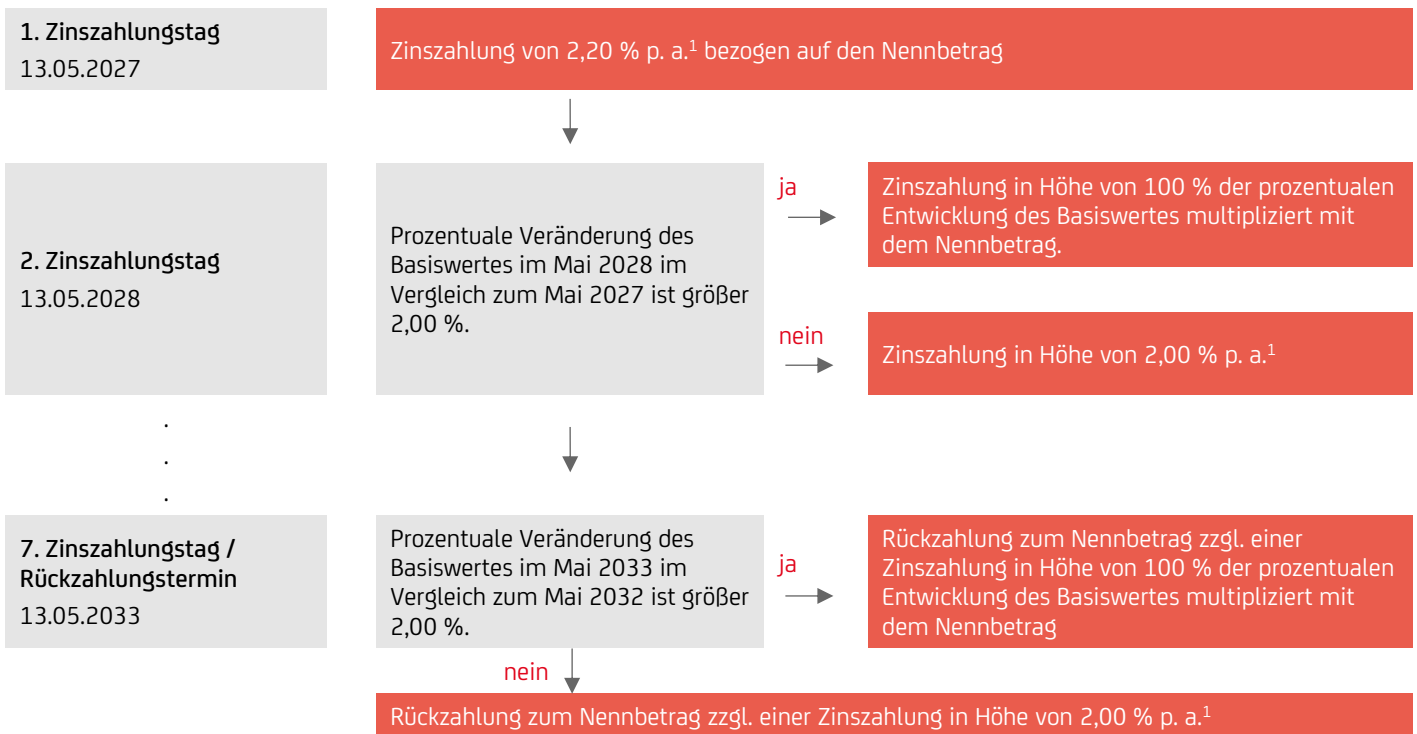 1. Zinszahlungstag
13.05.2027
Zinszahlung von 2,20 % p. a.¹ bezogen auf den Nennbetrag
2. Zinszahlungstag
13.05.2028
Prozentuale Veränderung des
Basiswertes im Mai 2028 im
Vergleich zum Mai 2027 ist größer
2,00 %.
ja
Zinszahlung in Höhe von 100 % der prozentualen
Entwicklung des Basiswertes multipliziert mit
dem Nennbetrag.
nein
Zinszahlung in Höhe von 2,00 % p. a.¹
.
.
.
7. Zinszahlungstag /
Rückzahlungstermin
13.05.2033
Prozentuale Veränderung des
Basiswertes im Mai 2033 im
Vergleich zum Mai 2032 ist größer
2,00 %.
ja
Rückzahlung zum Nennbetrag zzgl. einer
Zinszahlung in Höhe von 100 % der prozentualen
Entwicklung des Basiswertes multipliziert mit
dem Nennbetrag
nein
Rückzahlung zum Nennbetrag zzgl. einer Zinszahlung in Höhe von 2,00 % p. a.¹